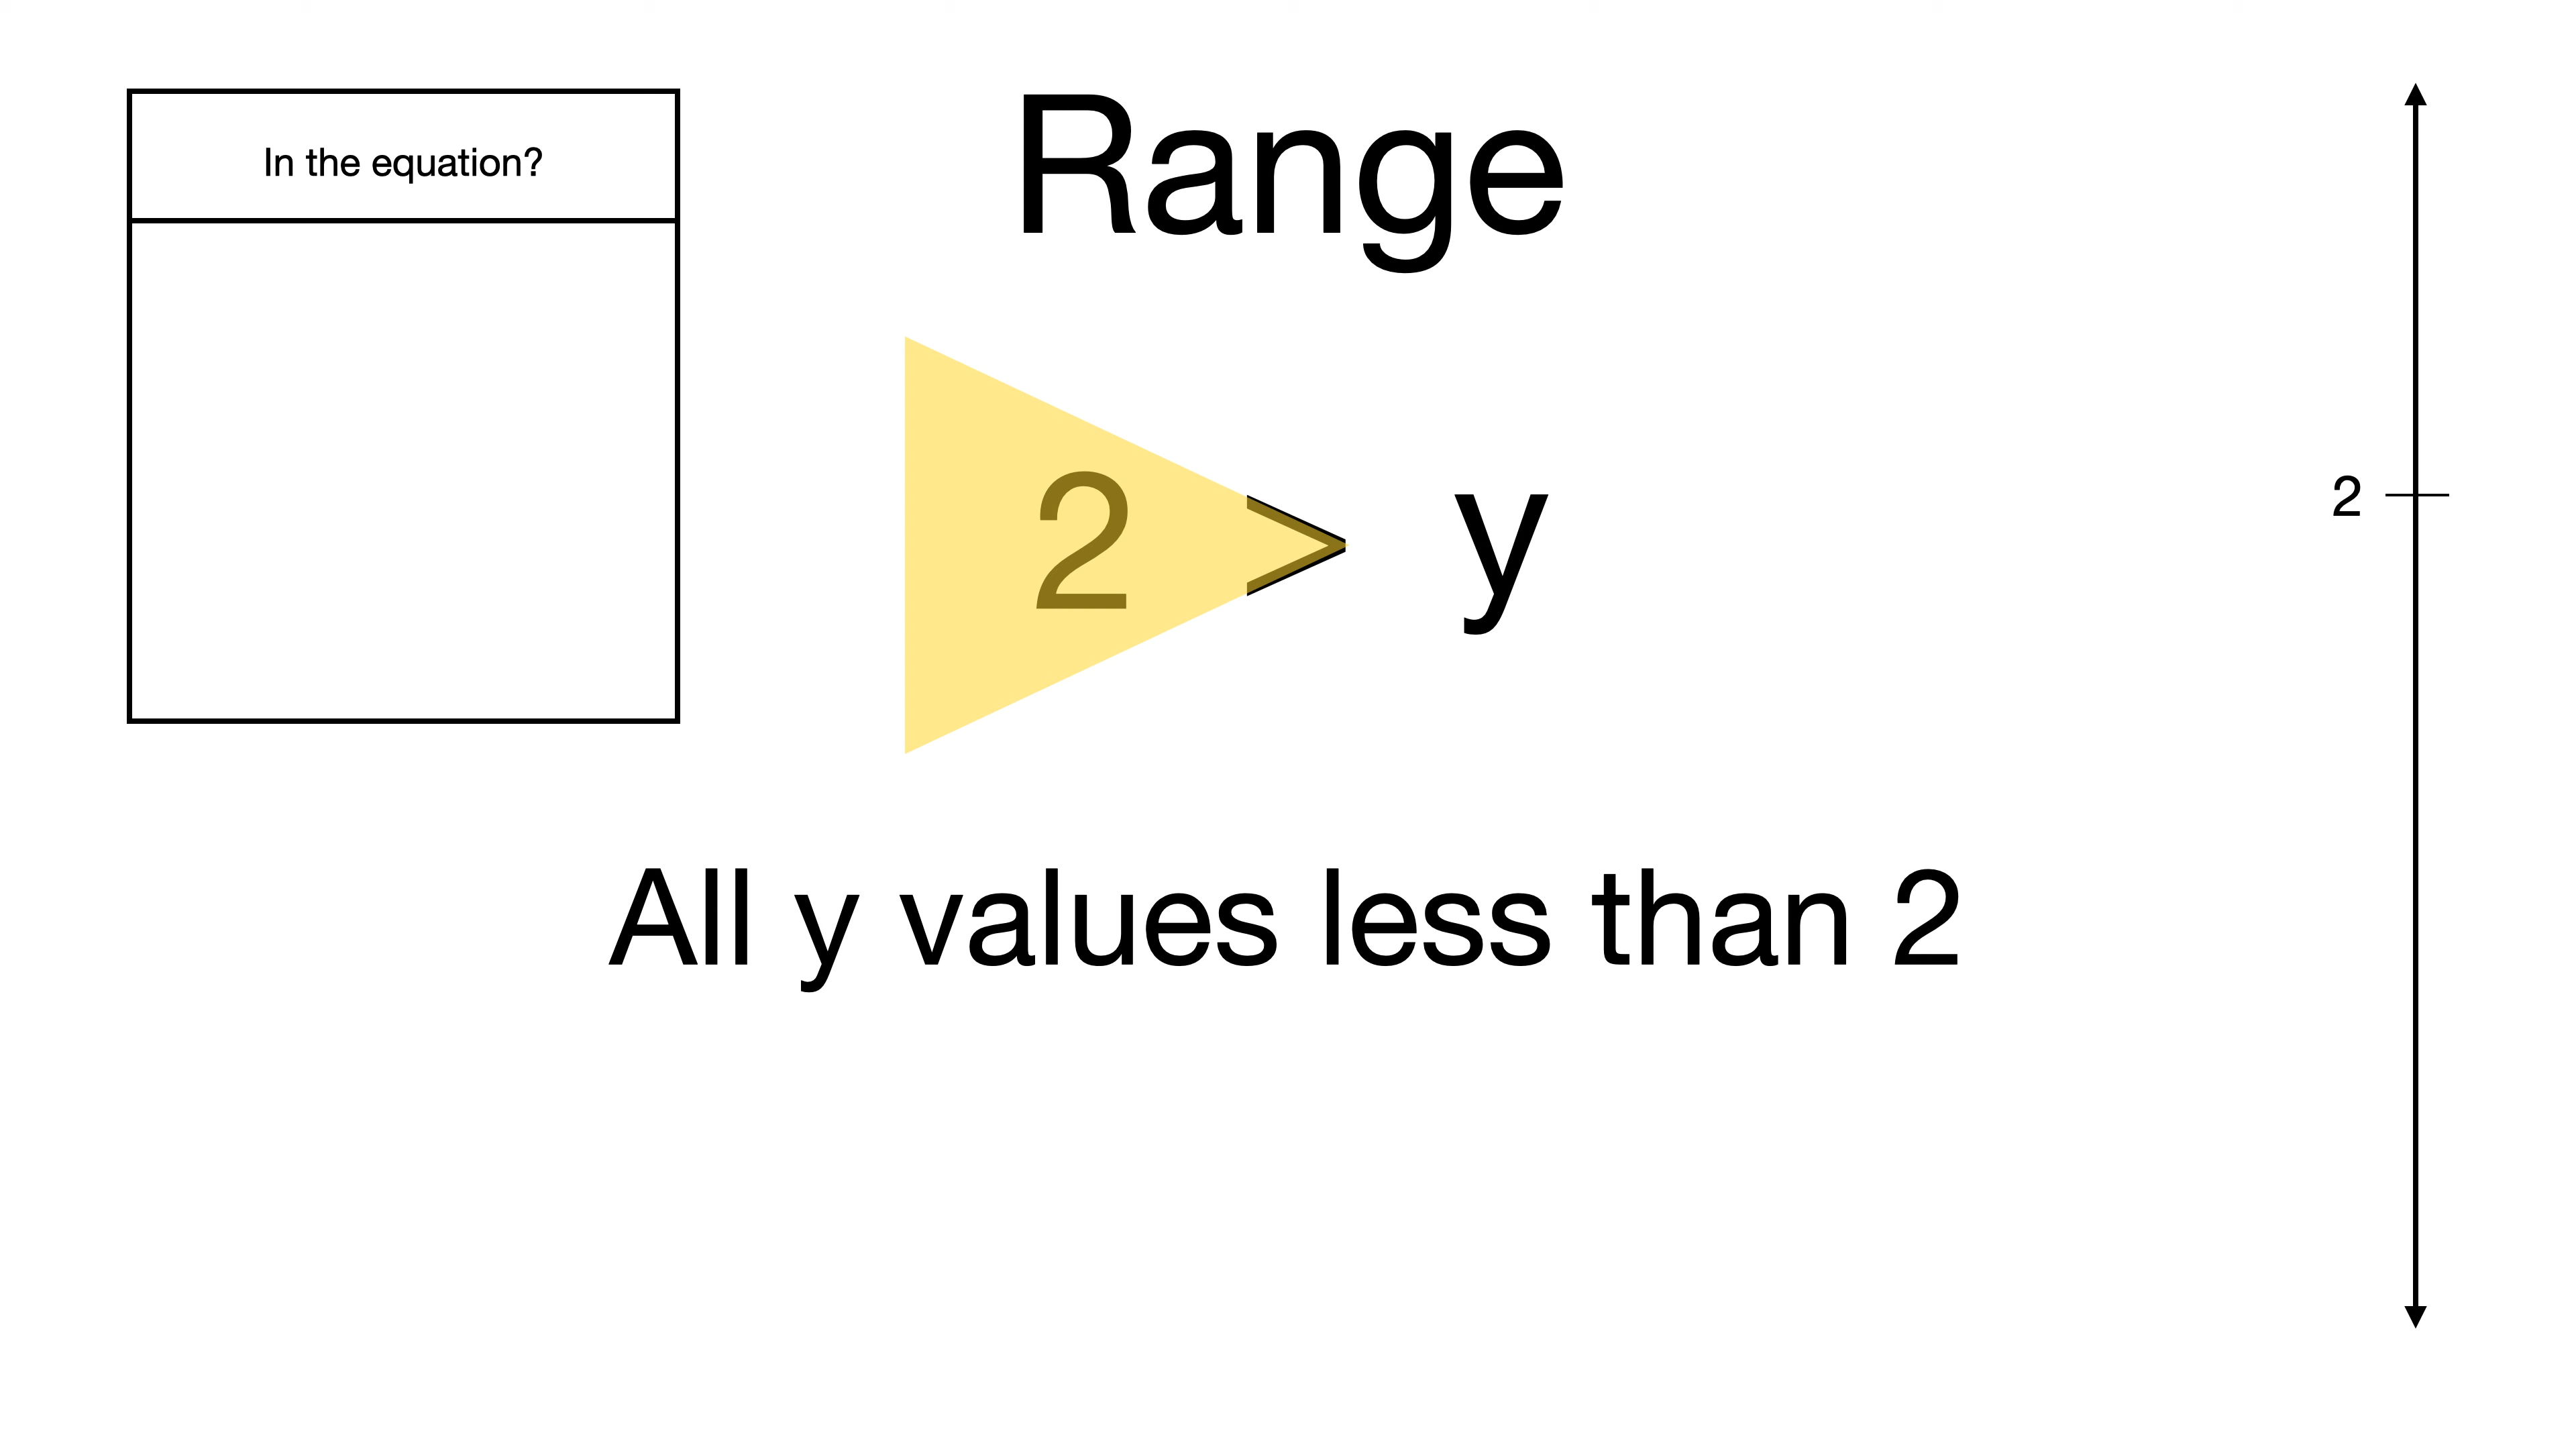 In the equation?
Range
2 > y
2
All y values less than 2